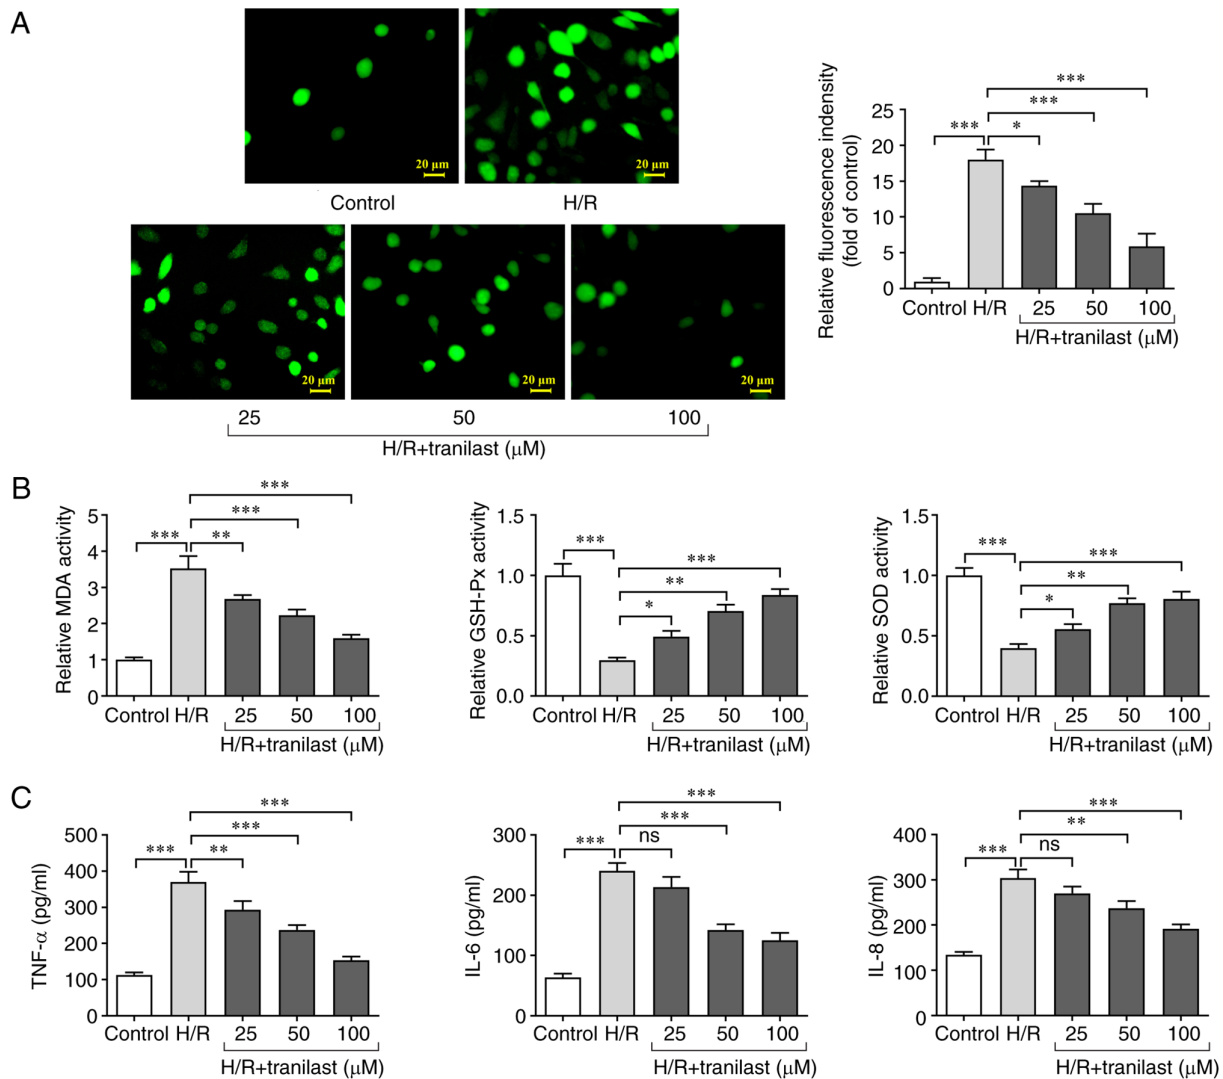 A
20 μm
20 μm
Control
H/R
20 μm
20 μm
20 μm
25
50
100
H/R+tranilast (μM)
Relative fluorescence indensity
(fold of control)
25
20
15
10
5
0
***
*
***
***
Control H/R 25 50 100
H/R+tranilast (μM)
B
Relative MDA activity
5
4
3
2
1
0
***
**
***
***
Control H/R 25 50 100
H/R+tranilast (μM)
Relative GSH-Px activity
1.5
1.0
0.5
0.0
***
*
**
***
Control H/R 25 50 100
H/R+tranilast (μM)
Relative SOD activity
1.5
1.0
0.5
0.0
***
*
**
***
Control H/R 25 50 100
H/R+tranilast (μM)
C
TNF-α (pg/ml)
500
400
300
200
100
0
***
**
***
***
Control H/R 25 50 100
H/R+tranilast (μM)
IL-6 (pg/ml)
300
200
100
0
***
ns
***
***
Control H/R 25 50 100
H/R+tranilast (μM)
IL-8 (pg/ml)
400
300
200
100
0
***
ns
**
***
Control H/R 25 50 100
H/R+tranilast (μM)